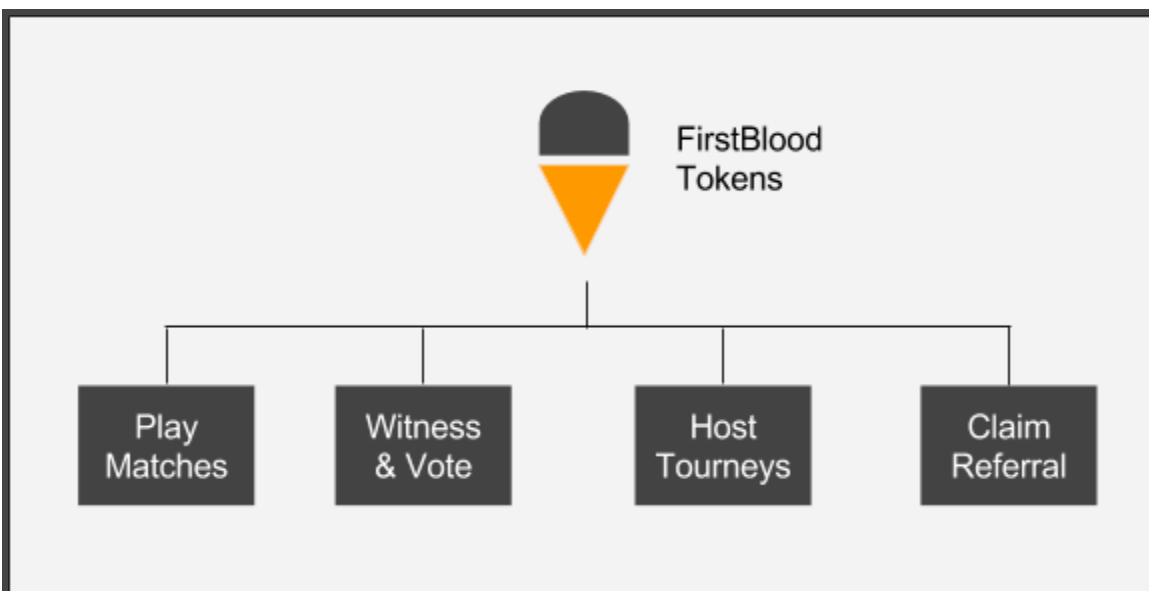 FirstBlood
Tokens
Play
Matches
Witness
& Vote
Host
Tourneys
Claim
Referral